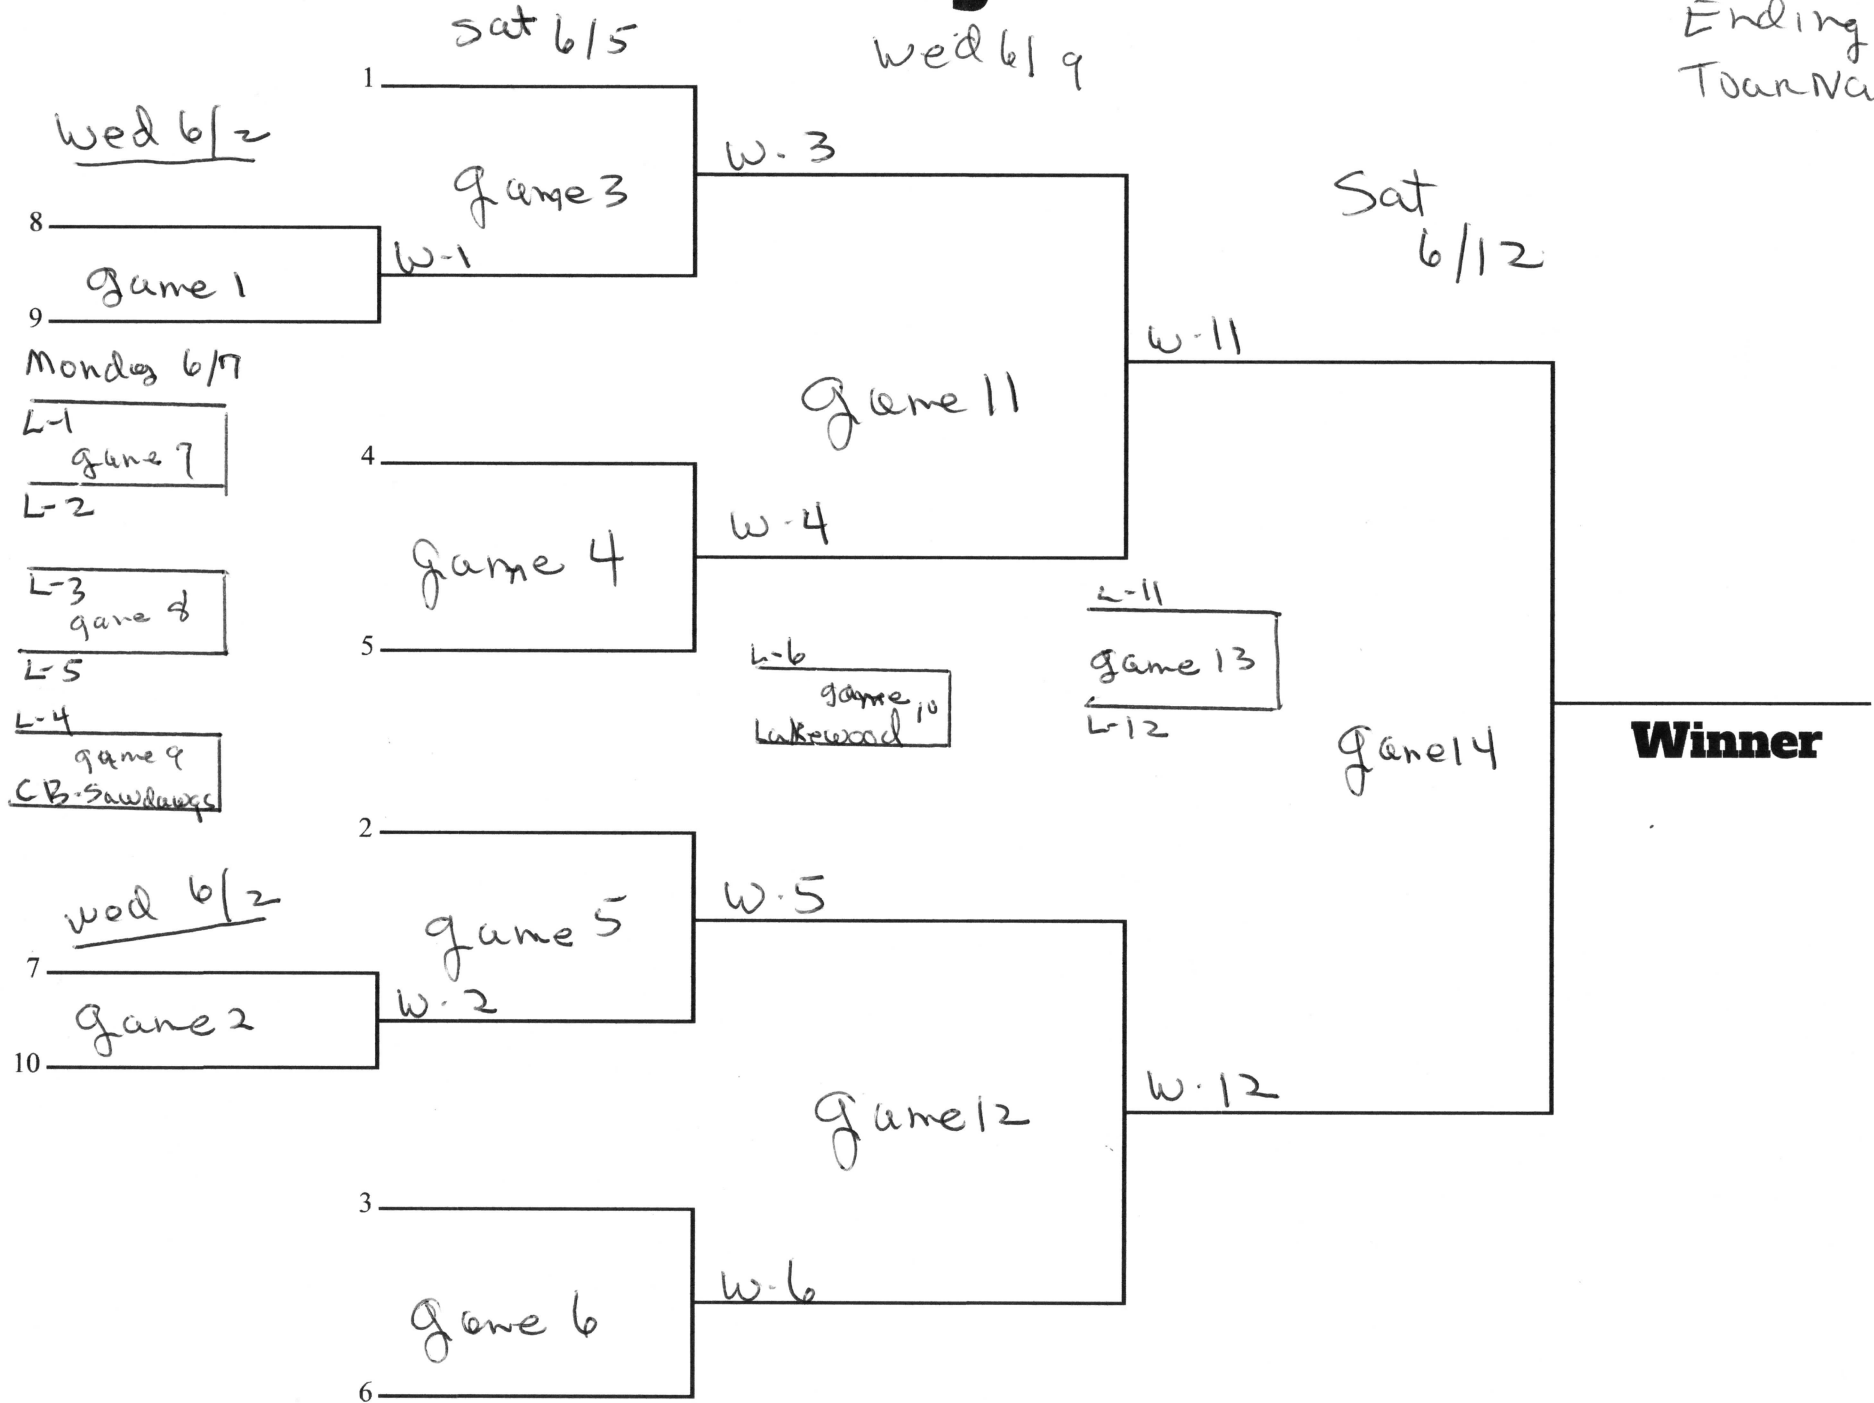 sat 6/5
Wed 6/9
Ending
1
Wed 6/2
W-3
game 3
Sat
6/12
8
W-1
game 1
9
W-11
Monday 6/7
L-1
game 7
L-2
game 11
4
W-4
game 4
L-3
game 8
L-5
L-11
game 13
L-12
5
L-6
game 10
Lakewood
L-4
game 9
CB-Sawdawgs
game 14
Winner
2
W-5
wed 6/2
game 5
7
W-2
game 2
10
W-12
game 12
3
W-6
game 6
6